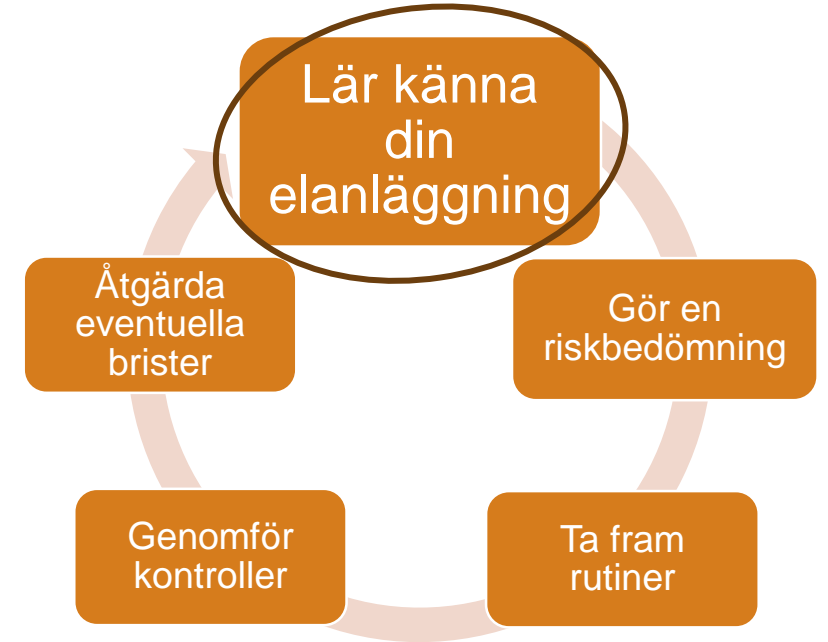 Lär känna
din
elanläggning
Gör en
riskbedömning
Ta fram
rutiner
Genomför
kontroller
Åtgärda
eventuella
brister